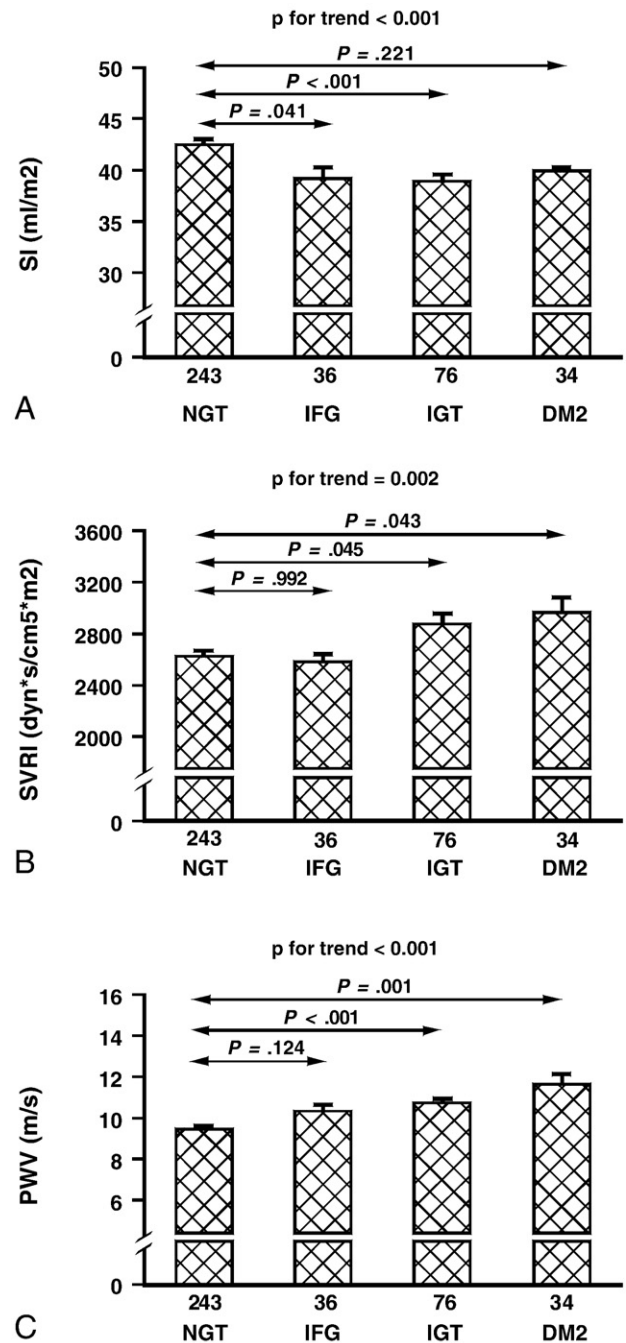 p for trend < 0.001
P = .221
P < .001
P = .041
50
45
40
35
30
0
SI (ml/m2)
243 36 76 34
A
NGT IFG IGT DM2
p for trend = 0.002
P = .043
P = .045
P = .992
3600
3200
2800
2400
2000
0
SVRI (dyn*s/cm5*m2)
243 36 76 34
B
NGT IFG IGT DM2
p for trend < 0.001
P = .001
P < .001
P = .124
16
14
12
10
8
6
0
PWV (m/s)
243 36 76 34
C
NGT IFG IGT DM2